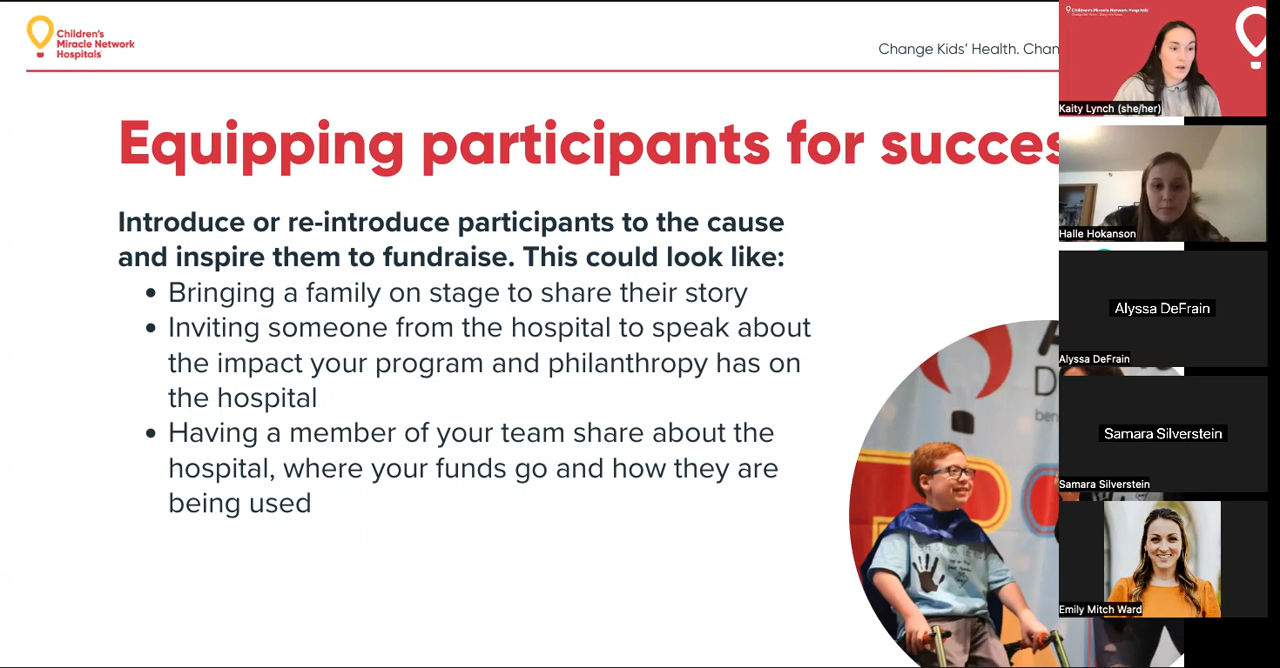 Children's
Miracle Network
Hospitals
Change Kids' Health. Chan
Equipping participants for succes
Introduce or re-introduce participants to the cause
and inspire them to fundraise. This could look like:
• Bringing a family on stage to share their story
• Inviting someone from the hospital to speak about
the impact your program and philanthropy has on
the hospital
• Having a member of your team share about the
hospital, where your funds go and how they are
being used
Children's Miracle Network Hospitals
Kaity Lynch (she/her)
Halle Hokanson
Alyssa DeFrain
Alyssa DeFrain
Samara Silverstein
Samara Silverstein
Emily Mitch Ward